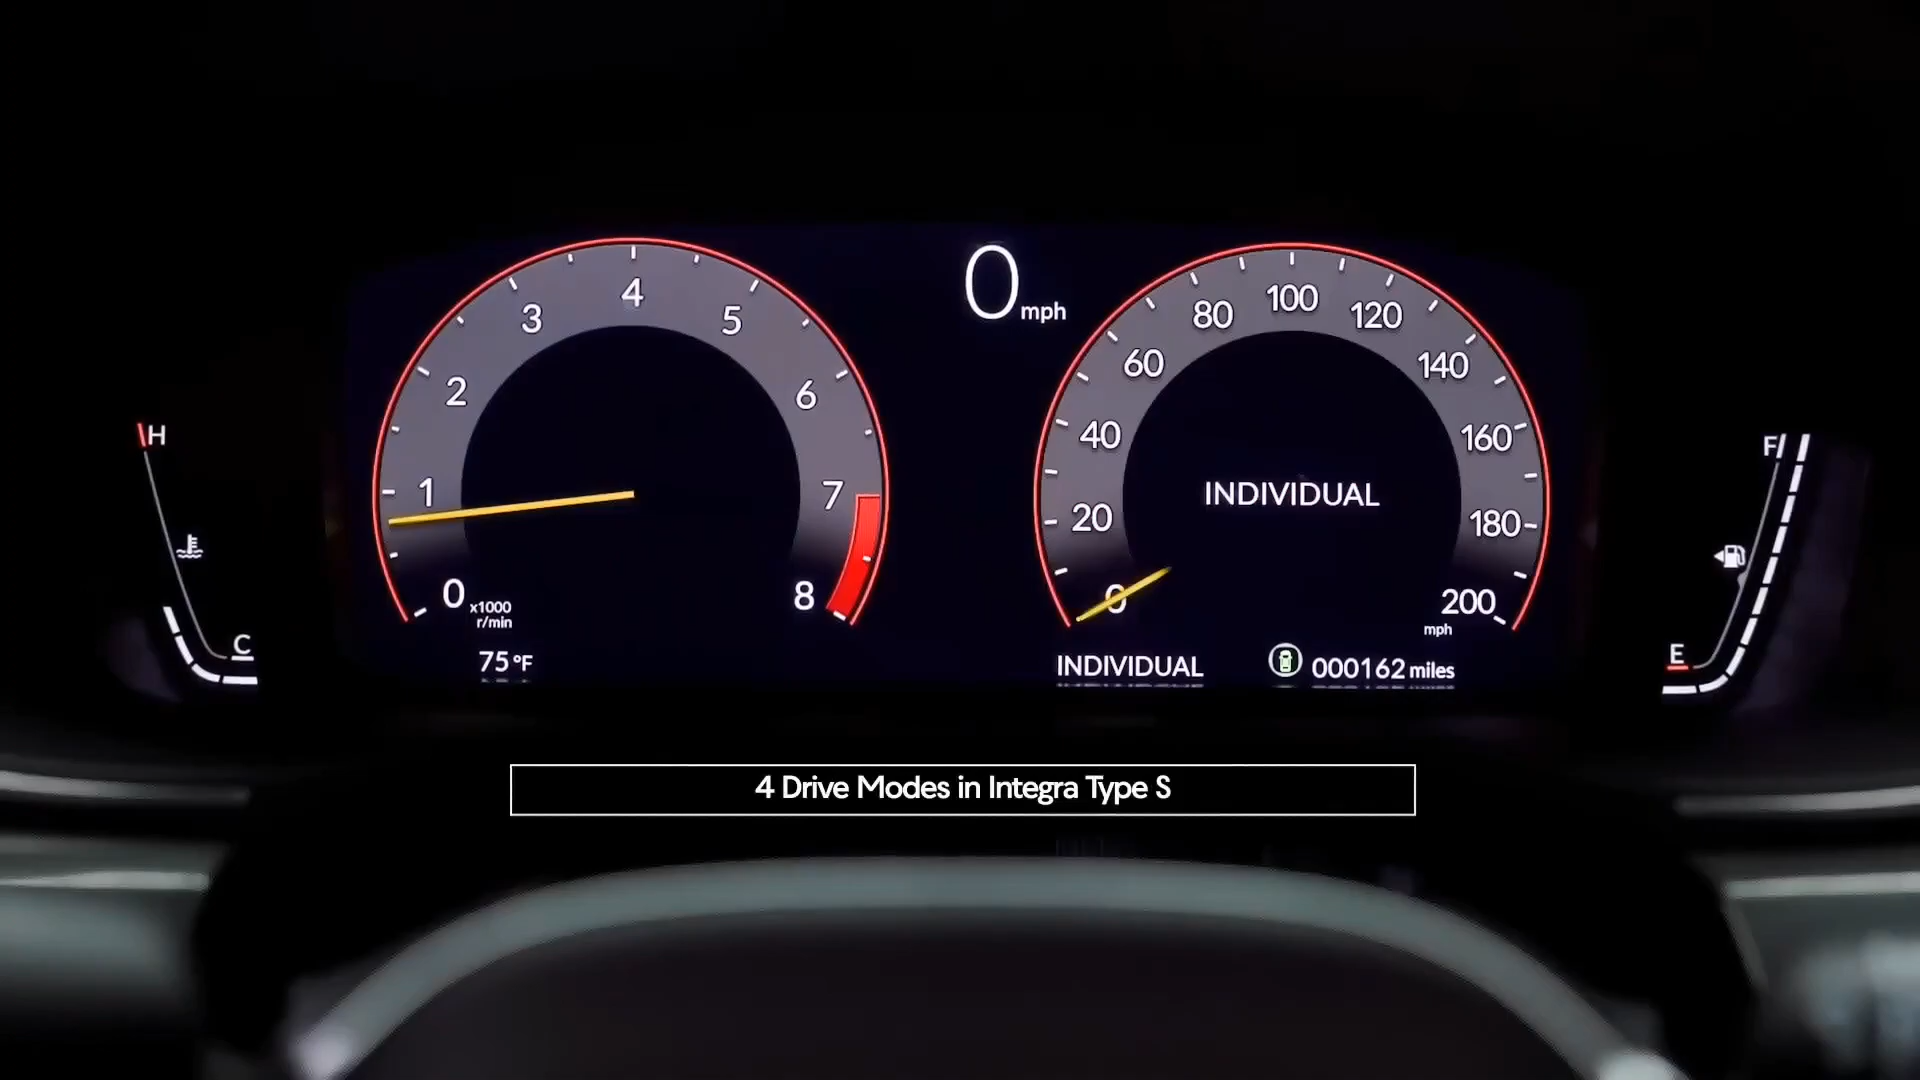 0 mph
4
3
5
2
6
1
7
0
8
x1000
r/min
75 °F
100
80
120
60
140
40
160
20
180
0
200
mph
INDIVIDUAL
INDIVIDUAL
000162 miles
H
C
F
E
4 Drive Modes in Integra Type S